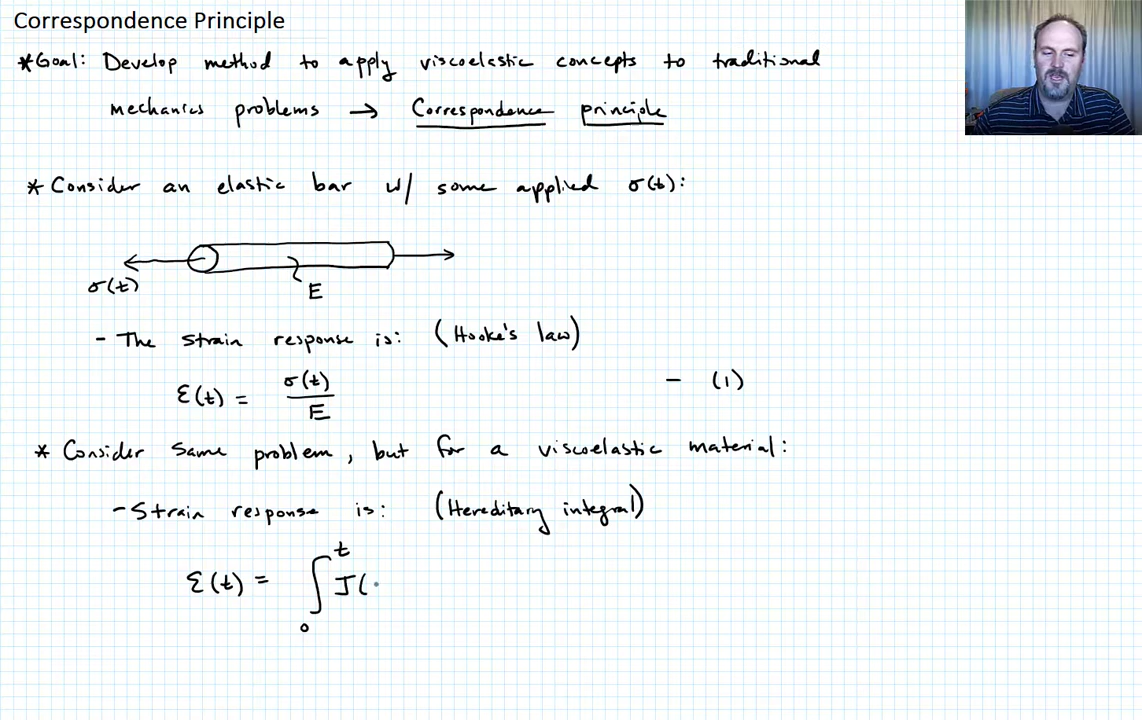 Correspondence Principle
*Goal: Develop method to apply viscoelastic concepts to traditional
mechanics problems → Correspondence principle
* Consider an elastic bar w/ some applied σ(t):
σ(t)
E
- The strain response is: (Hooke's law)
ε(t) = σ(t)/E - (1)
* Consider same problem, but for a viscoelastic material:
- Strain response is: (Hereditary integral)
ε(t) = ∫₀ᵗ J(